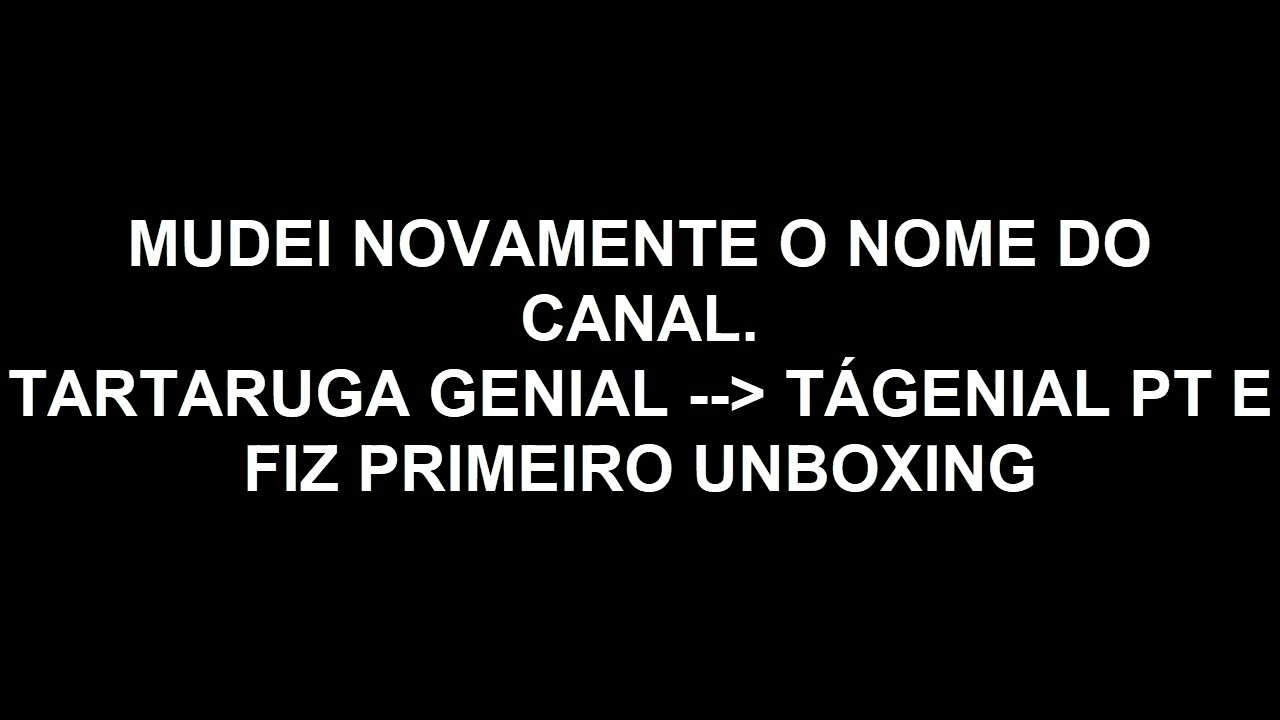 MUDEI NOVAMENTE O NOME DO
CANAL.
TARTARUGA GENIAL --> TÁGENIAL PT E
FIZ PRIMEIRO UNBOXING